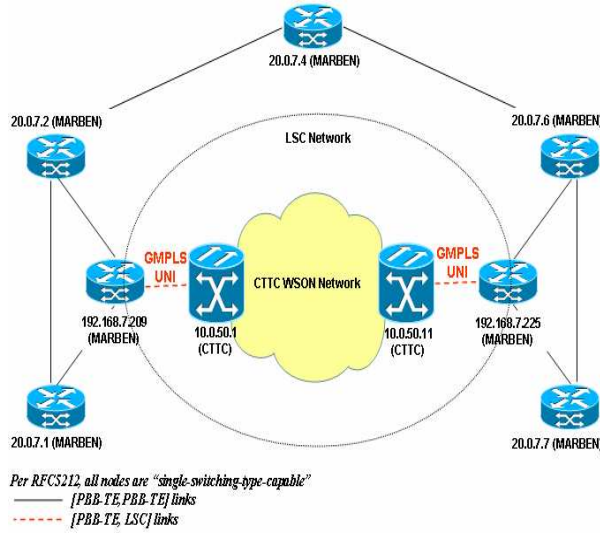 20.0.7.4 (MARBEN)
20.0.7.2 (MARBEN)
20.0.7.6 (MARBEN)
LSC Network
GMPLS
UNI
CTTC WSON Network
GMPLS
UNI
192.168.7.209
(MARBEN)
10.0.50.1
(CTTC)
10.0.50.11
(CTTC)
192.168.7.225
(MARBEN)
20.0.7.1 (MARBEN)
20.0.7.7 (MARBEN)
Per RFC5212, all nodes are “single-switching-type-capable”
[PBB-TE,PBB-TE] links
[PBB-TE, LSC] links